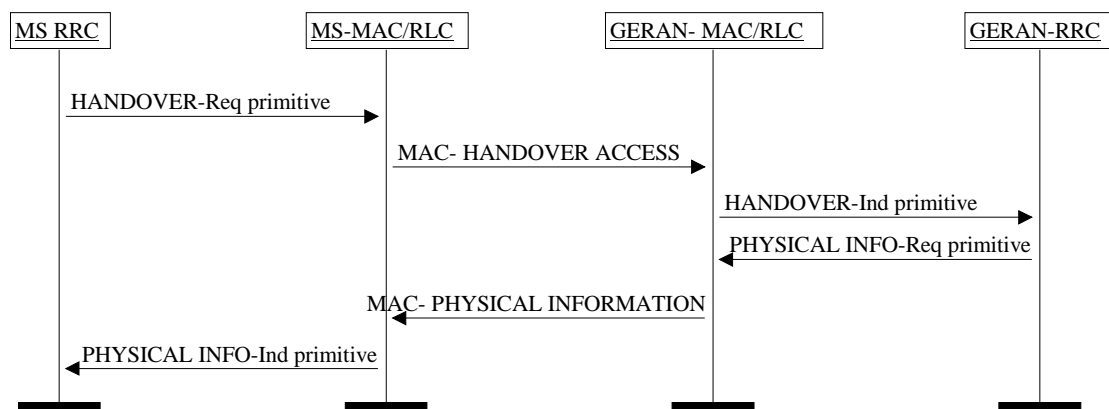 MS RRC
MS-MAC/RLC
GERAN- MAC/RLC
GERAN-RRC
HANDOVER-Req primitive
MAC- HANDOVER ACCESS
HANDOVER-Ind primitive
PHYSICAL INFO-Req primitive
MAC- PHYSICAL INFORMATION
PHYSICAL INFO-Ind primitive